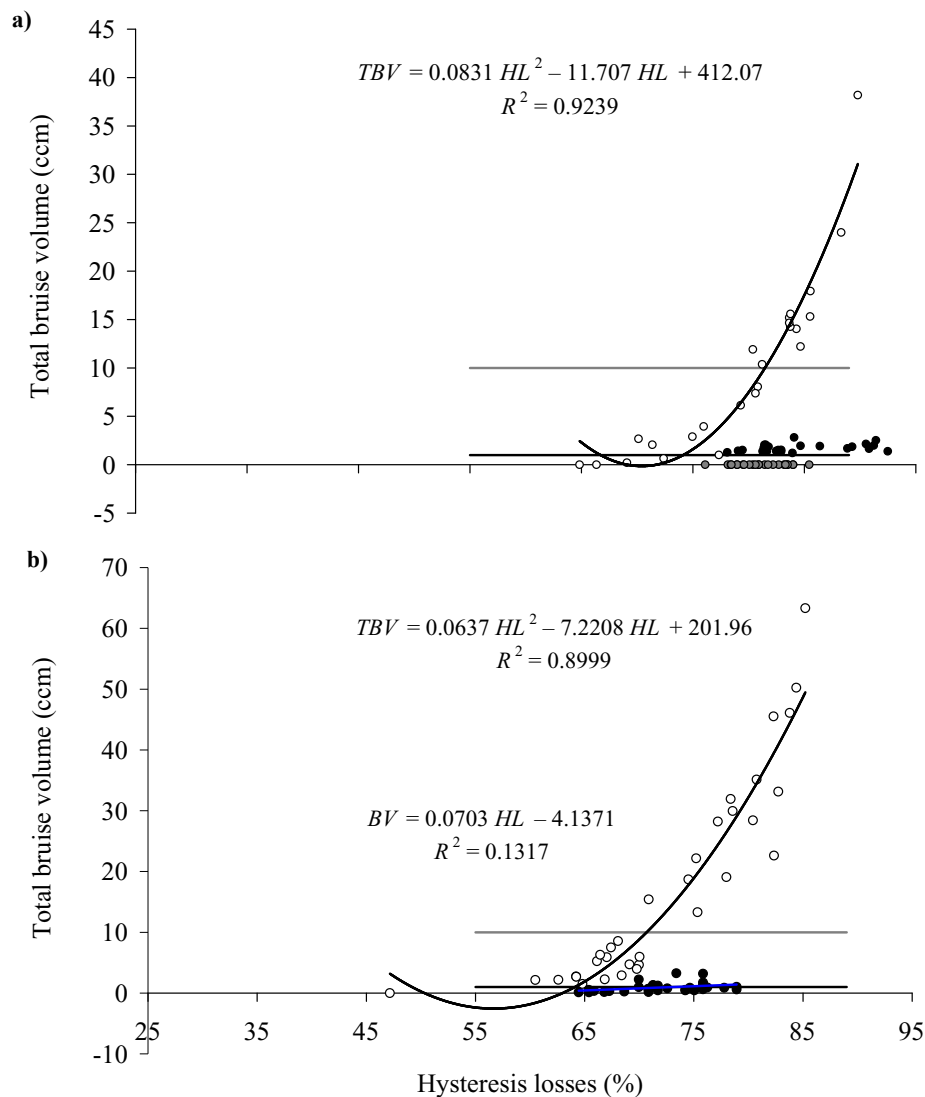 a)
45
40
35
30
25
20
15
10
5
0
-5
Total bruise volume (ccm)
TBV = 0.0831 HL² – 11.707 HL + 412.07
R² = 0.9239
b)
70
60
50
40
30
20
10
0
-10
Total bruise volume (ccm)
TBV = 0.0637 HL² – 7.2208 HL + 201.96
R² = 0.8999
BV = 0.0703 HL – 4.1371
R² = 0.1317
25 35 45 55 65 75 85 95
Hysteresis losses (%)